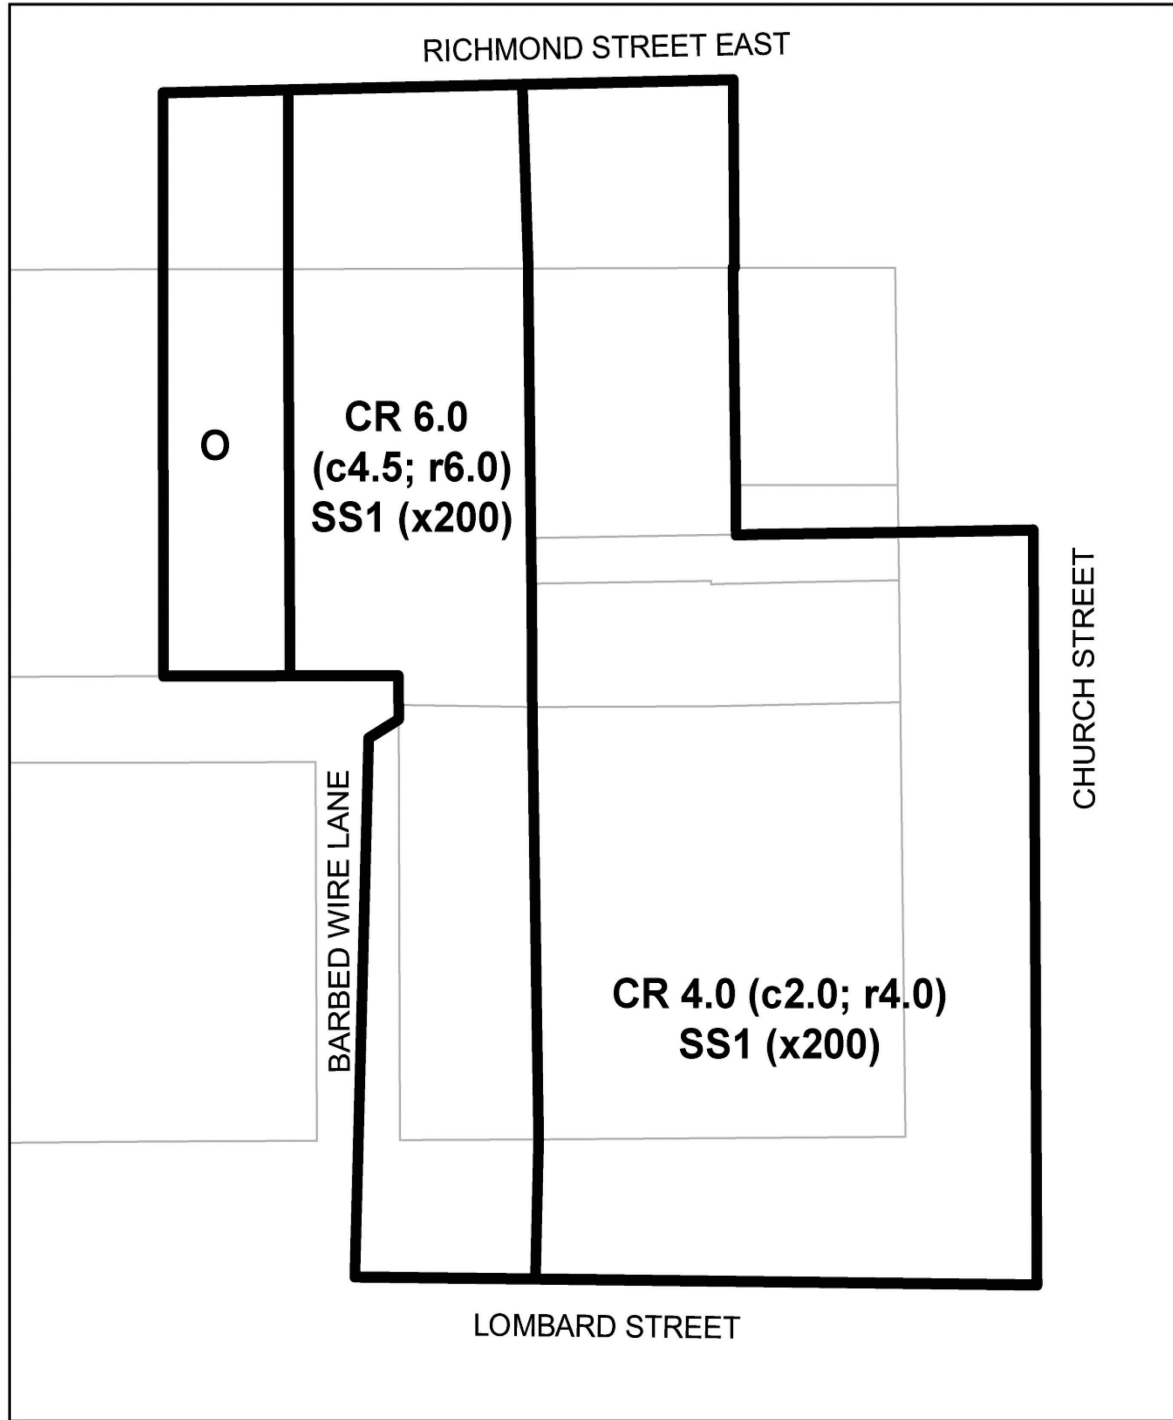 RICHMOND STREET EAST
O
CR 6.0
(c4.5; r6.0)
SS1 (x200)
CHURCH STREET
BARBED WIRE LANE
CR 4.0 (c2.0; r4.0)
SS1 (x200)
LOMBARD STREET